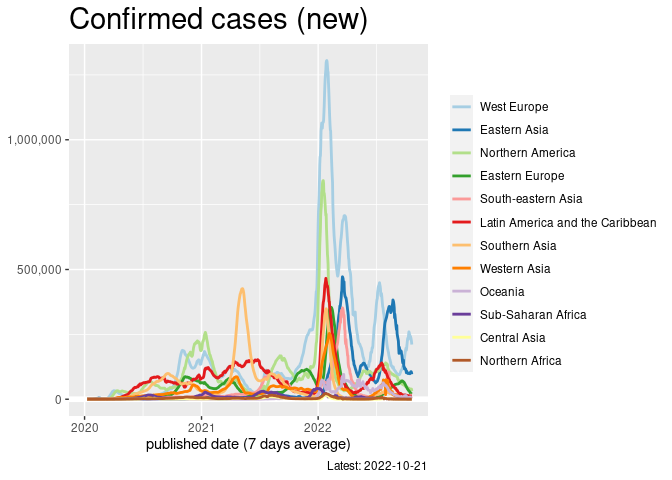 Confirmed cases (new)
1,000,000
500,000
0
2020
2021
2022
published date (7 days average)
Latest: 2022-10-21
West Europe
Eastern Asia
Northern America
Eastern Europe
South-eastern Asia
Latin America and the Caribbean
Southern Asia
Western Asia
Oceania
Sub-Saharan Africa
Central Asia
Northern Africa